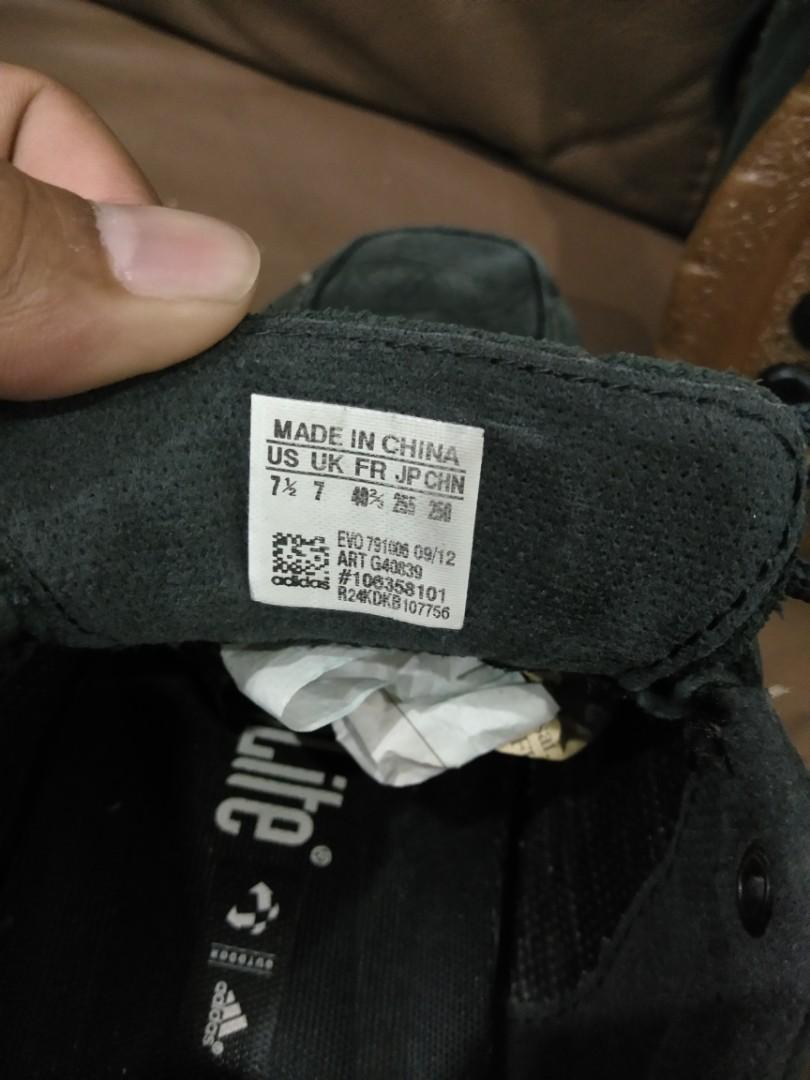 MADE IN CHINA
US UK FR JP CHN
7½ 7 40⅔ 255 250
EVO 791006 09/12
ART G40839
#106358101
R24KDKB107756
adidas
Lite®
OUTDOOR
adidas